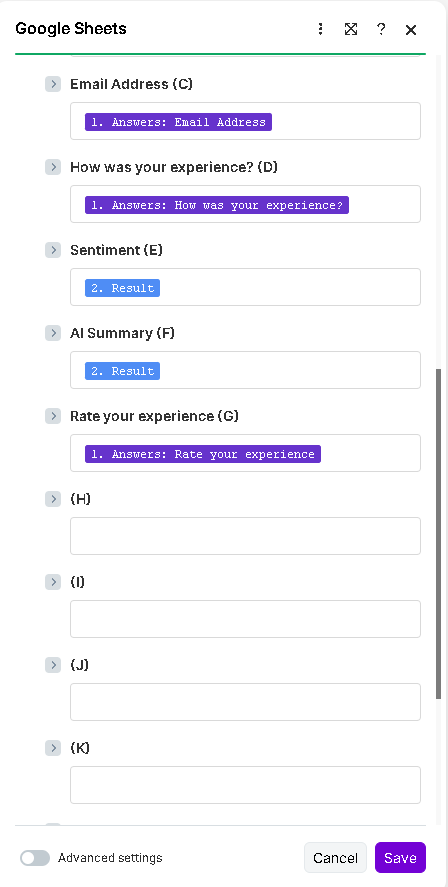 Google Sheets
?
Email Address (C)
1. Answers: Email Address
How was your experience? (D)
1. Answers: How was your experience?
Sentiment (E)
2. Result
AI Summary (F)
2. Result
Rate your experience (G)
1. Answers: Rate your experience
(H)
(I)
(J)
(K)
Advanced settings
Cancel
Save